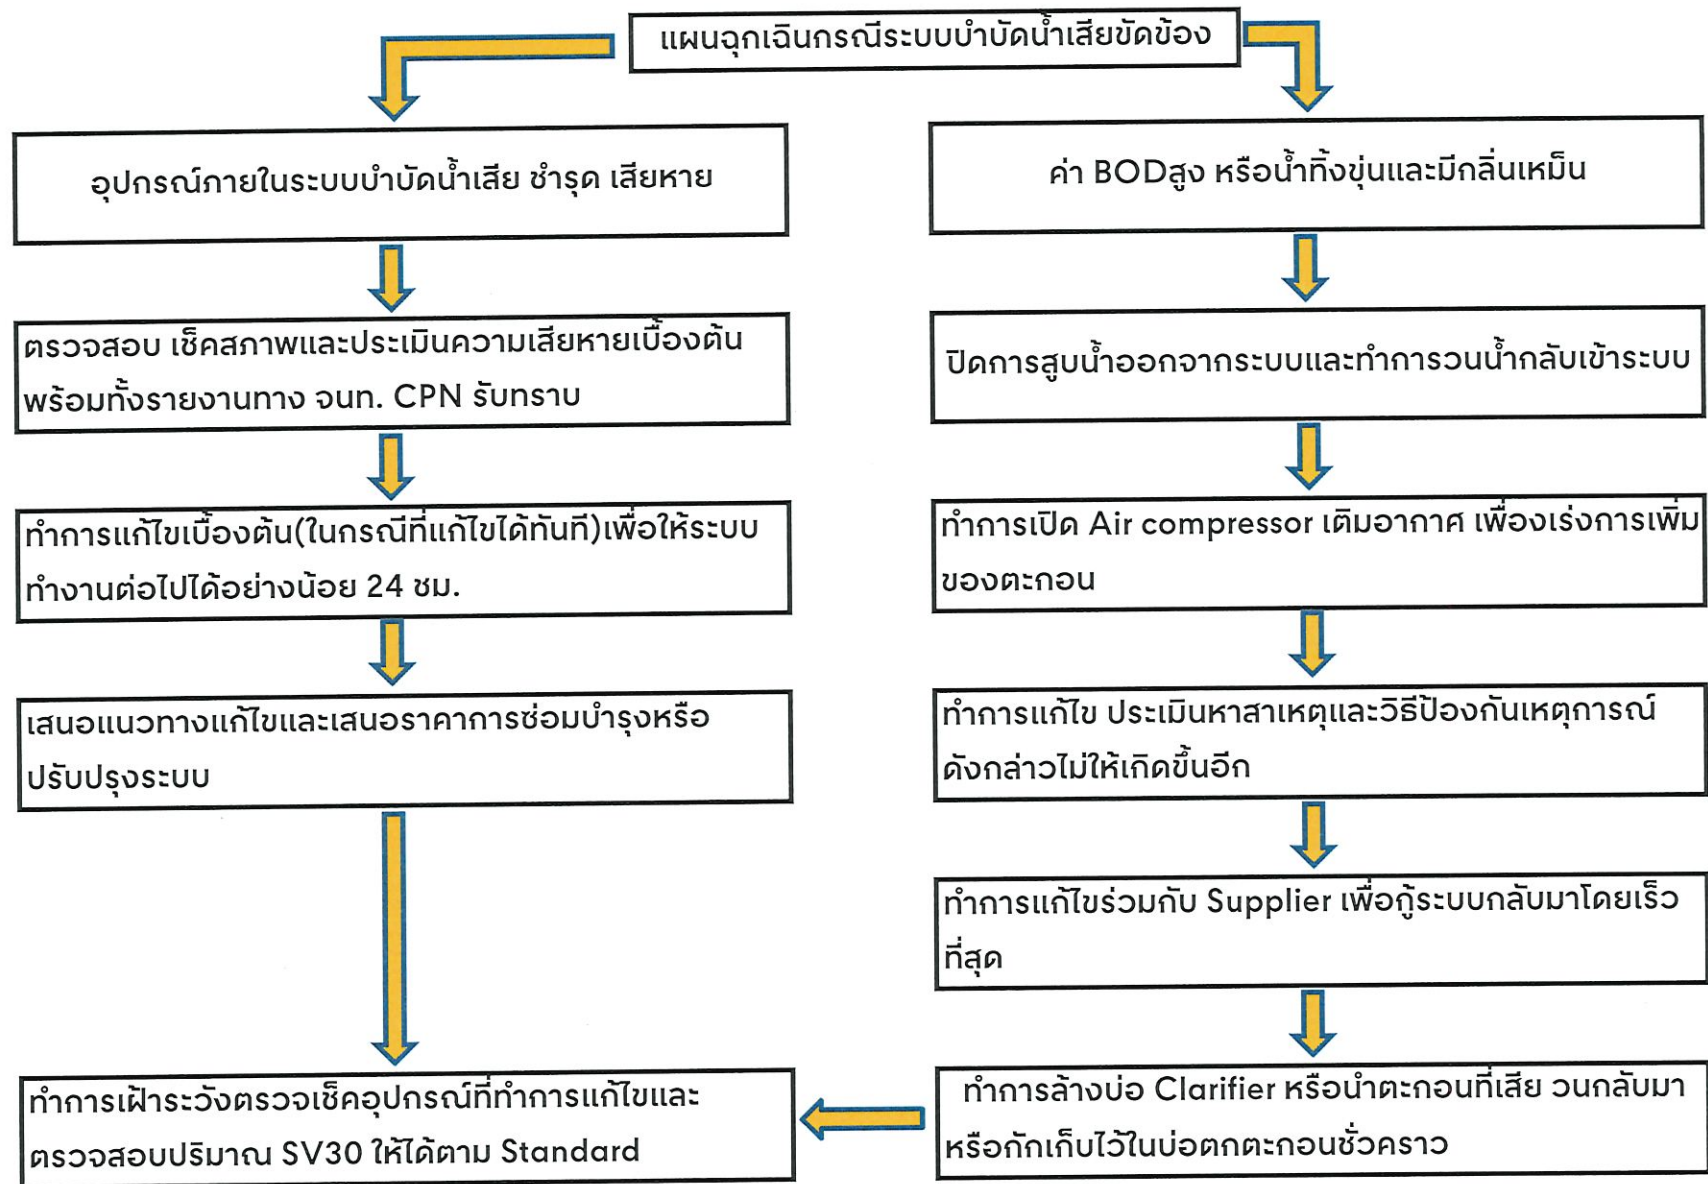 แผนฉุกเฉินกรณีระบบบำบัดน้ำเสียขัดข้อง
อุปกรณ์ภายในระบบบำบัดน้ำเสีย ชำรุด เสียหาย
ตรวจสอบ เช็คสภาพและประเมินความเสียหายเบื้องต้น
พร้อมทั้งรายงานทาง จนท. CPN รับทราบ
ทำการแก้ไขเบื้องต้น(ในกรณีที่แก้ไขได้ทันที)เพื่อให้ระบบ
ทำงานต่อไปได้อย่างน้อย 24 ชม.
เสนอแนวทางแก้ไขและเสนอราคาการซ่อมบำรุงหรือ
ปรับปรุงระบบ
ค่า BODสูง หรือน้ำทิ้งขุ่นและมีกลิ่นเหม็น
ปิดการสูบน้ำออกจากระบบและทำการวนน้ำกลับเข้าระบบ
ทำการเปิด Air compressor เติมอากาศ เพื่องเร่งการเพิ่ม
ของตะกอน
ทำการแก้ไข ประเมินหาสาเหตุและวิธีป้องกันเหตุการณ์
ดังกล่าวไม่ให้เกิดขึ้นอีก
ทำการแก้ไขร่วมกับ Supplier เพื่อกู้ระบบกลับมาโดยเร็ว
ที่สุด
ทำการล้างบ่อ Clarifier หรือนำตะกอนที่เสีย วนกลับมา
หรือกักเก็บไว้ในบ่อตกตะกอนชั่วคราว
ทำการเฝ้าระวังตรวจเช็คอุปกรณ์ที่ทำการแก้ไขและ
ตรวจสอบปริมาณ SV30 ให้ได้ตาม Standard